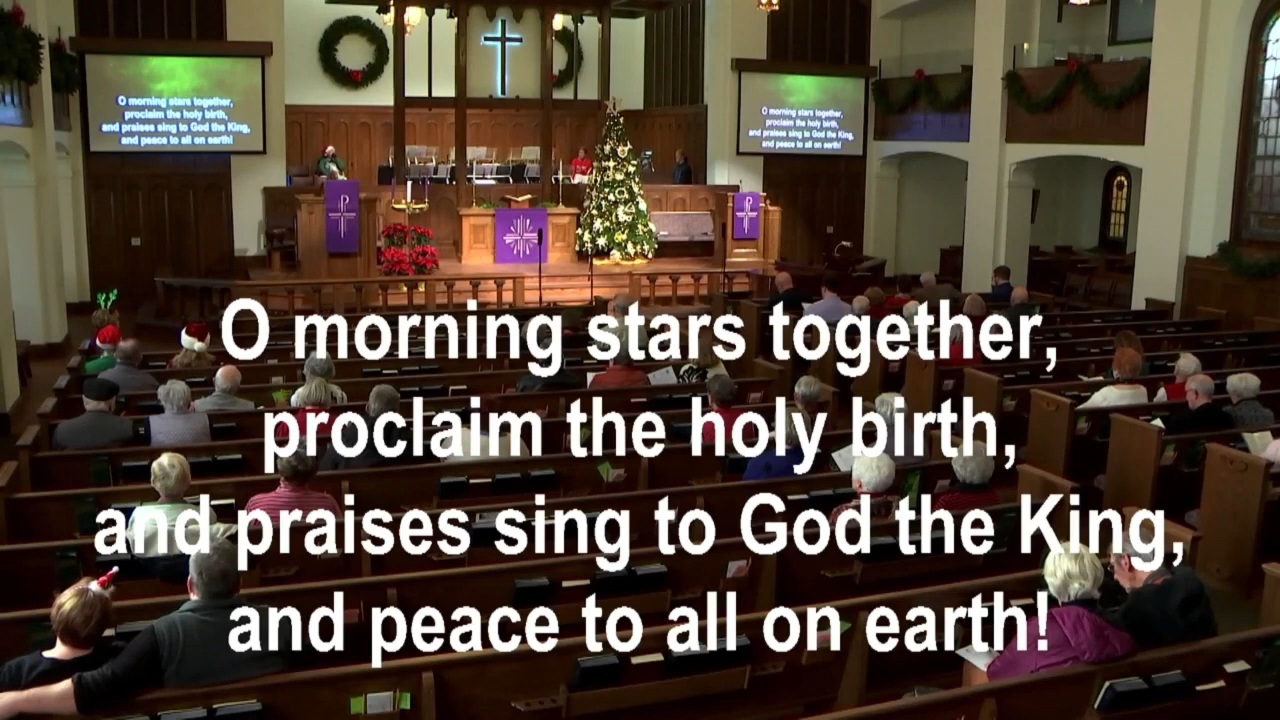 O morning stars together,
proclaim the holy birth,
and praises sing to God the King,
and peace to all on earth!
O morning stars together,
proclaim the holy birth,
and praises sing to God the King,
and peace to all on earth!
O morning stars together,
proclaim the holy birth,
and praises sing to God the King,
and peace to all on earth!